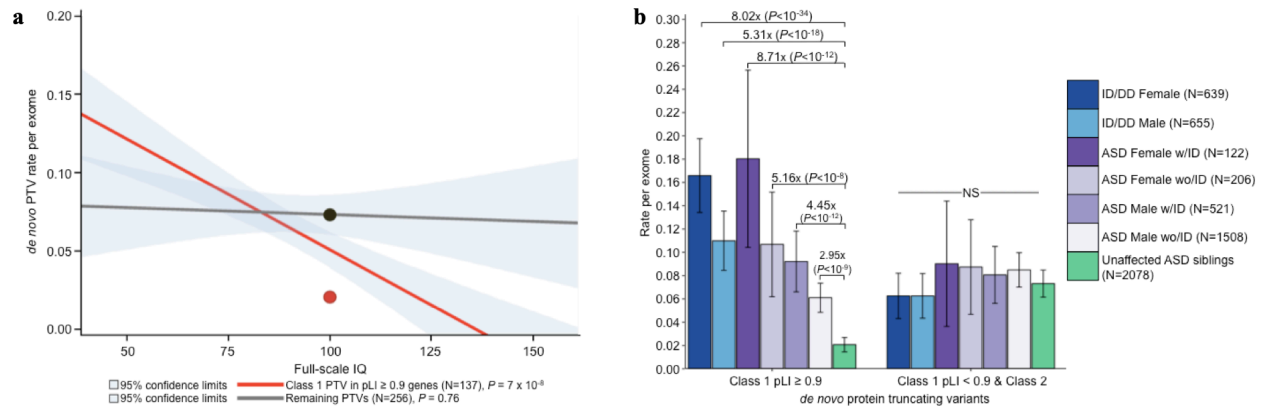 a
0.20
0.15
0.10
0.05
0.00
de novo PTV rate per exome
50
75
100
125
150
Full-scale IQ
95% confidence limits
Class 1 PTV in pLI ≥ 0.9 genes (N=137), P = 7 x 10⁻⁸
95% confidence limits
Remaining PTVs (N=256), P = 0.76
b
0.30
0.28
0.26
0.24
0.22
0.20
0.18
0.16
0.14
0.12
0.10
0.08
0.06
0.04
0.02
0.00
Rate per exome
8.02x (P<10⁻³⁴)
5.31x (P<10⁻¹⁸)
8.71x (P<10⁻¹²)
5.16x (P<10⁻⁸)
4.45x
(P<10⁻¹²)
2.95x
(P<10⁻⁹)
NS
Class 1 pLI ≥ 0.9
Class 1 pLI < 0.9 & Class 2
de novo protein truncating variants
ID/DD Female (N=639)
ID/DD Male (N=655)
ASD Female w/ID (N=122)
ASD Female wo/ID (N=206)
ASD Male w/ID (N=521)
ASD Male wo/ID (N=1508)
Unaffected ASD siblings
(N=2078)